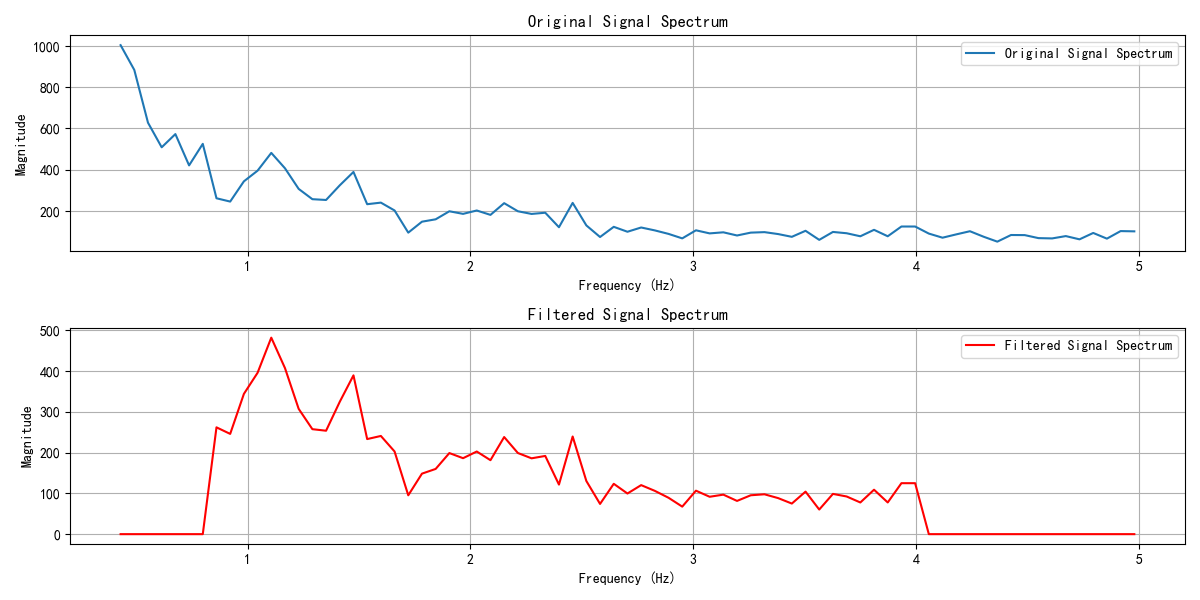 Original Signal Spectrum
1000
800
600
400
200
Magnitude
Original Signal Spectrum
1 2 3 4 5
Frequency (Hz)
Filtered Signal Spectrum
500
400
300
200
100
0
Magnitude
Filtered Signal Spectrum
1 2 3 4 5
Frequency (Hz)